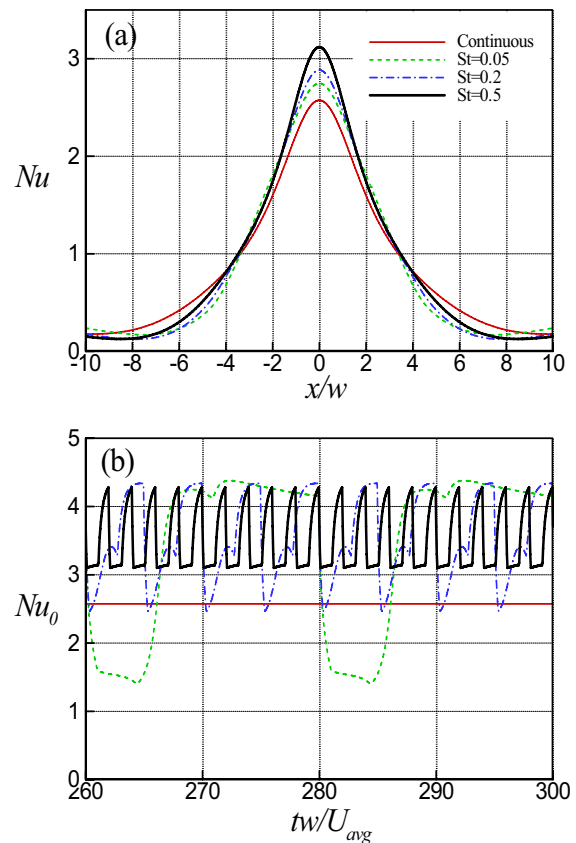 (a)
Continuous
St=0.05
St=0.2
St=0.5
3
2
1
0
Nu
-10 -8 -6 -4 -2 0 2 4 6 8 10
x/w
(b)
5
4
3
2
1
0
Nu0
260 270 280 290 300
tw/Uavg